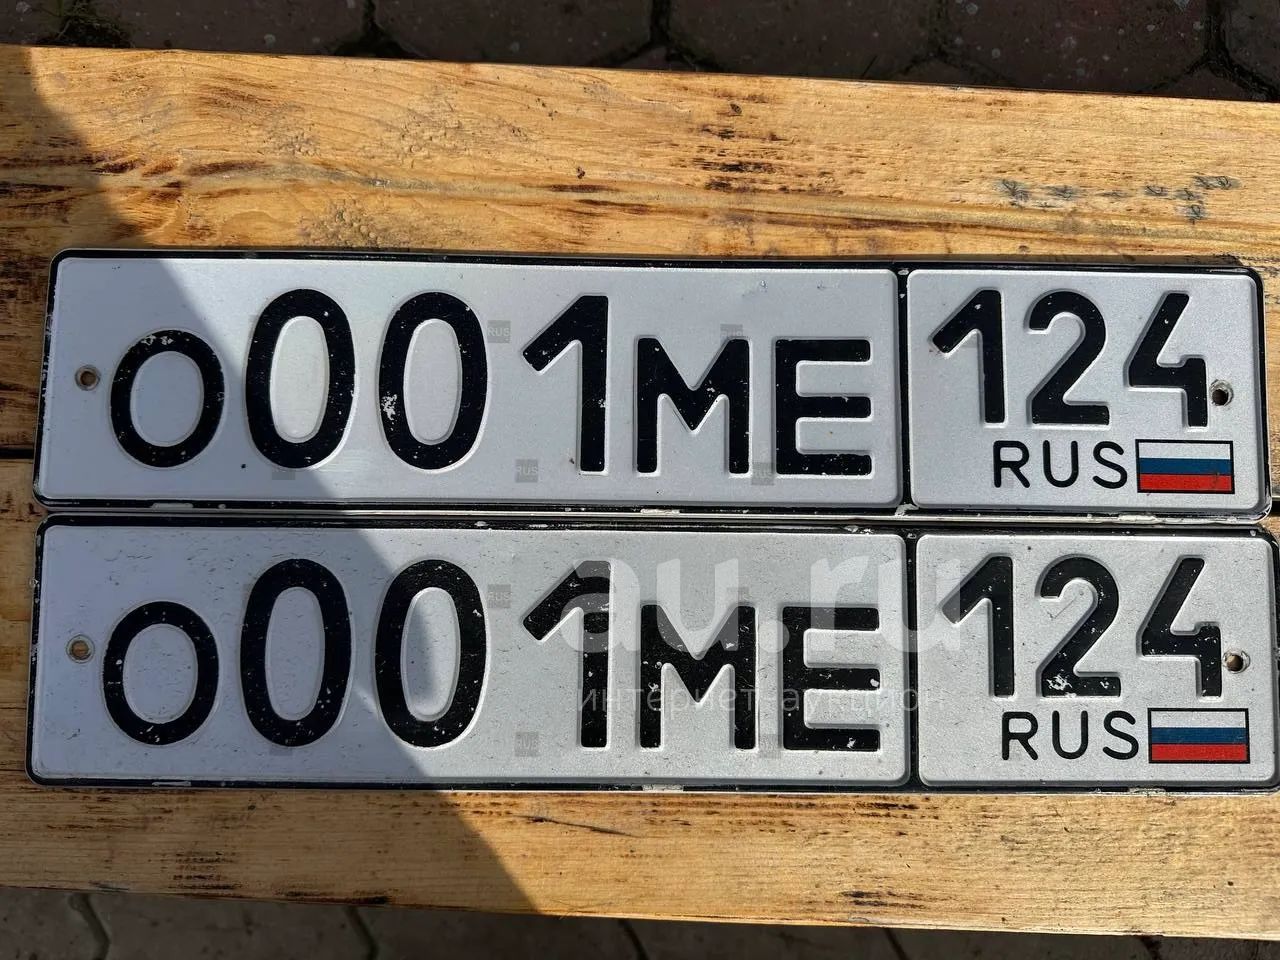 О001МЕ 124
RUS
О001МЕ 124
RUS
au.ru
интернет-аукцион